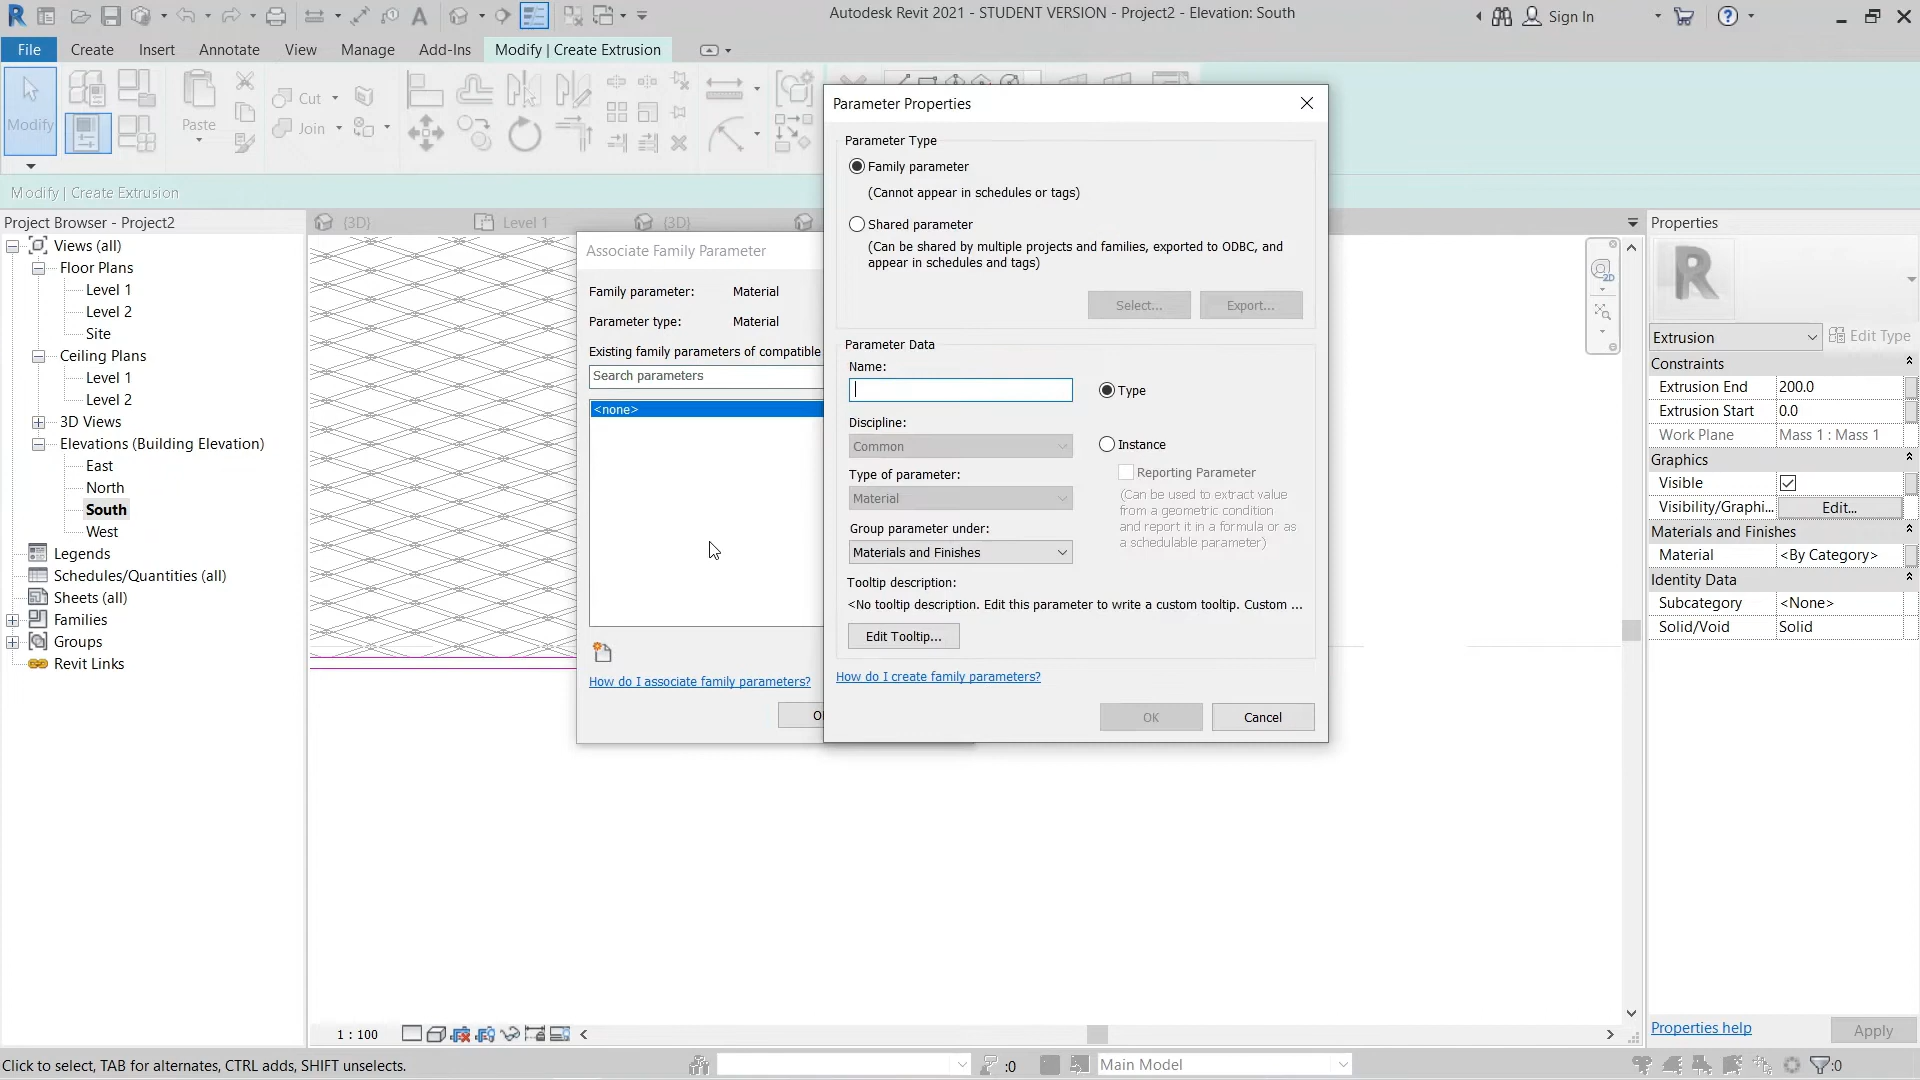 Autodesk Revit 2021 - STUDENT VERSION - Project2 - Elevation: South
Sign In
File
Create
Insert
Annotate
View
Manage
Add-Ins
Modify | Create Extrusion
Modify
Paste
Cut
Join
Modify | Create Extrusion
Project Browser - Project2
Views (all)
Floor Plans
Level 1
Level 2
Site
Ceiling Plans
Level 1
Level 2
3D Views
Elevations (Building Elevation)
East
North
South
West
Legends
Schedules/Quantities (all)
Sheets (all)
Families
Groups
Revit Links
{3D}
Level 1
{3D}
Associate Family Parameter
Family parameter: Material
Parameter type: Material
Existing family parameters of compatible
Search parameters
<none>
How do I associate family parameters?
Parameter Properties
Parameter Type
Family parameter
(Cannot appear in schedules or tags)
Shared parameter
(Can be shared by multiple projects and families, exported to ODBC, and
appear in schedules and tags)
Select...
Export...
Parameter Data
Name:
Type
Discipline:
Common
Instance
Type of parameter:
Reporting Parameter
Material
(Can be used to extract value
from a geometric condition
and report it in a formula or as
a schedulable parameter)
Group parameter under:
Materials and Finishes
Tooltip description:
<No tooltip description. Edit this parameter to write a custom tooltip. Custom ...
Edit Tooltip...
How do I create family parameters?
OK
Cancel
2D
Properties
R
Extrusion
Edit Type
Constraints
Extrusion End 200.0
Extrusion Start 0.0
Work Plane Mass 1 : Mass 1
Graphics
Visible
Visibility/Graphi... Edit...
Materials and Finishes
Material <By Category>
Identity Data
Subcategory <None>
Solid/Void Solid
Properties help
Apply
1 : 100
Click to select, TAB for alternates, CTRL adds, SHIFT unselects.
:0
Main Model
:0